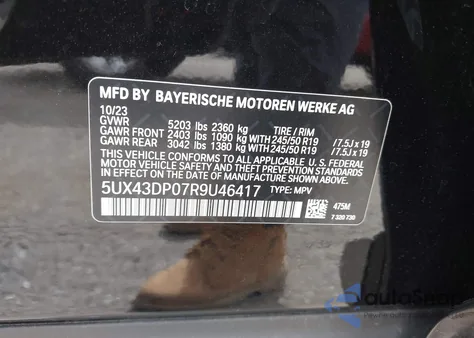 MFD BY BAYERISCHE MOTOREN WERKE AG
10/23
GVWR 5203 lbs 2360 kg TIRE / RIM
GAWR FRONT 2403 lbs 1090 kg WITH 245/50 R19 / 7.5J x 19
GAWR REAR 3042 lbs 1380 kg WITH 245/50 R19 / 7.5J x 19
THIS VEHICLE CONFORMS TO ALL APPLICABLE U.S. FEDERAL
MOTOR VEHICLE SAFETY AND THEFT PREVENTION STANDARDS
IN EFFECT ON THE DATE OF MANUFACTURE SHOWN ABOVE.
5UX43DP07R9U46417 TYPE: MPV
475M
7 320 730
autoSnap